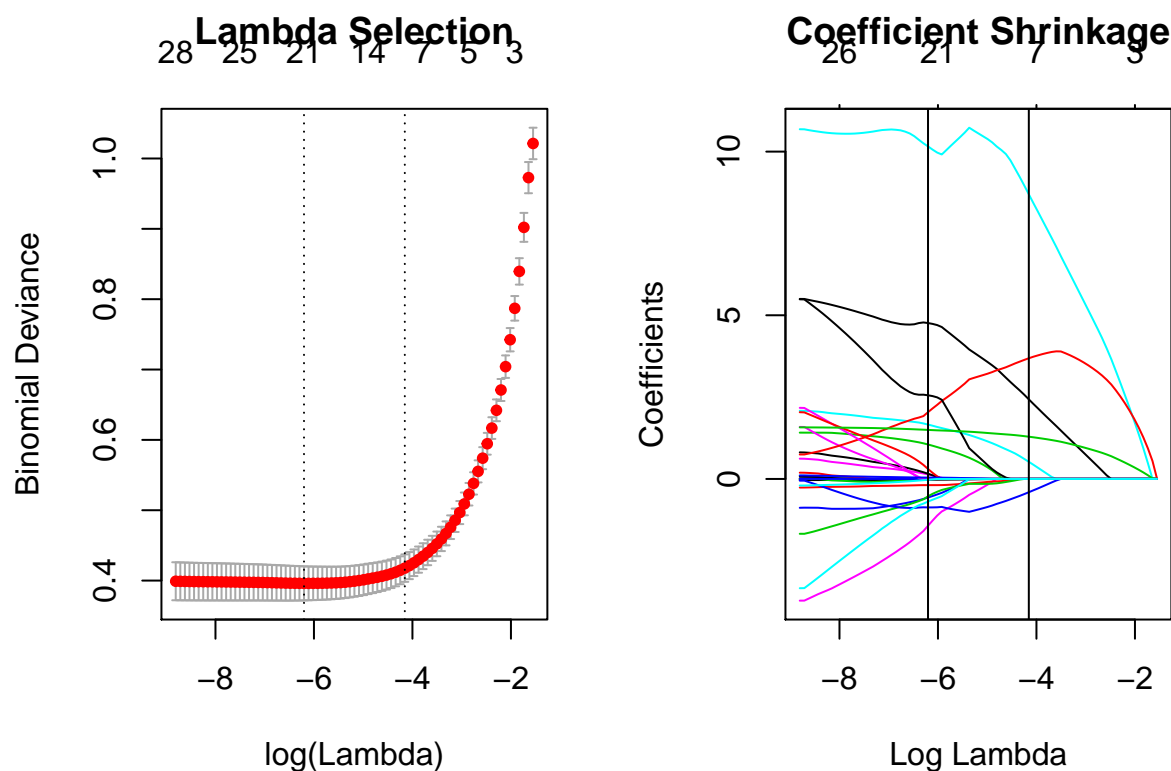 Lambda Selection
28 25 21 14 7 5 3
Binomial Deviance
0.4 0.6 0.8 1.0
−8 −6 −4 −2
log(Lambda)
Coefficient Shrinkage
26 21 7 3
Coefficients
0 5 10
−8 −6 −4 −2
Log Lambda